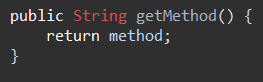 public String getMethod() {
    return method;
}